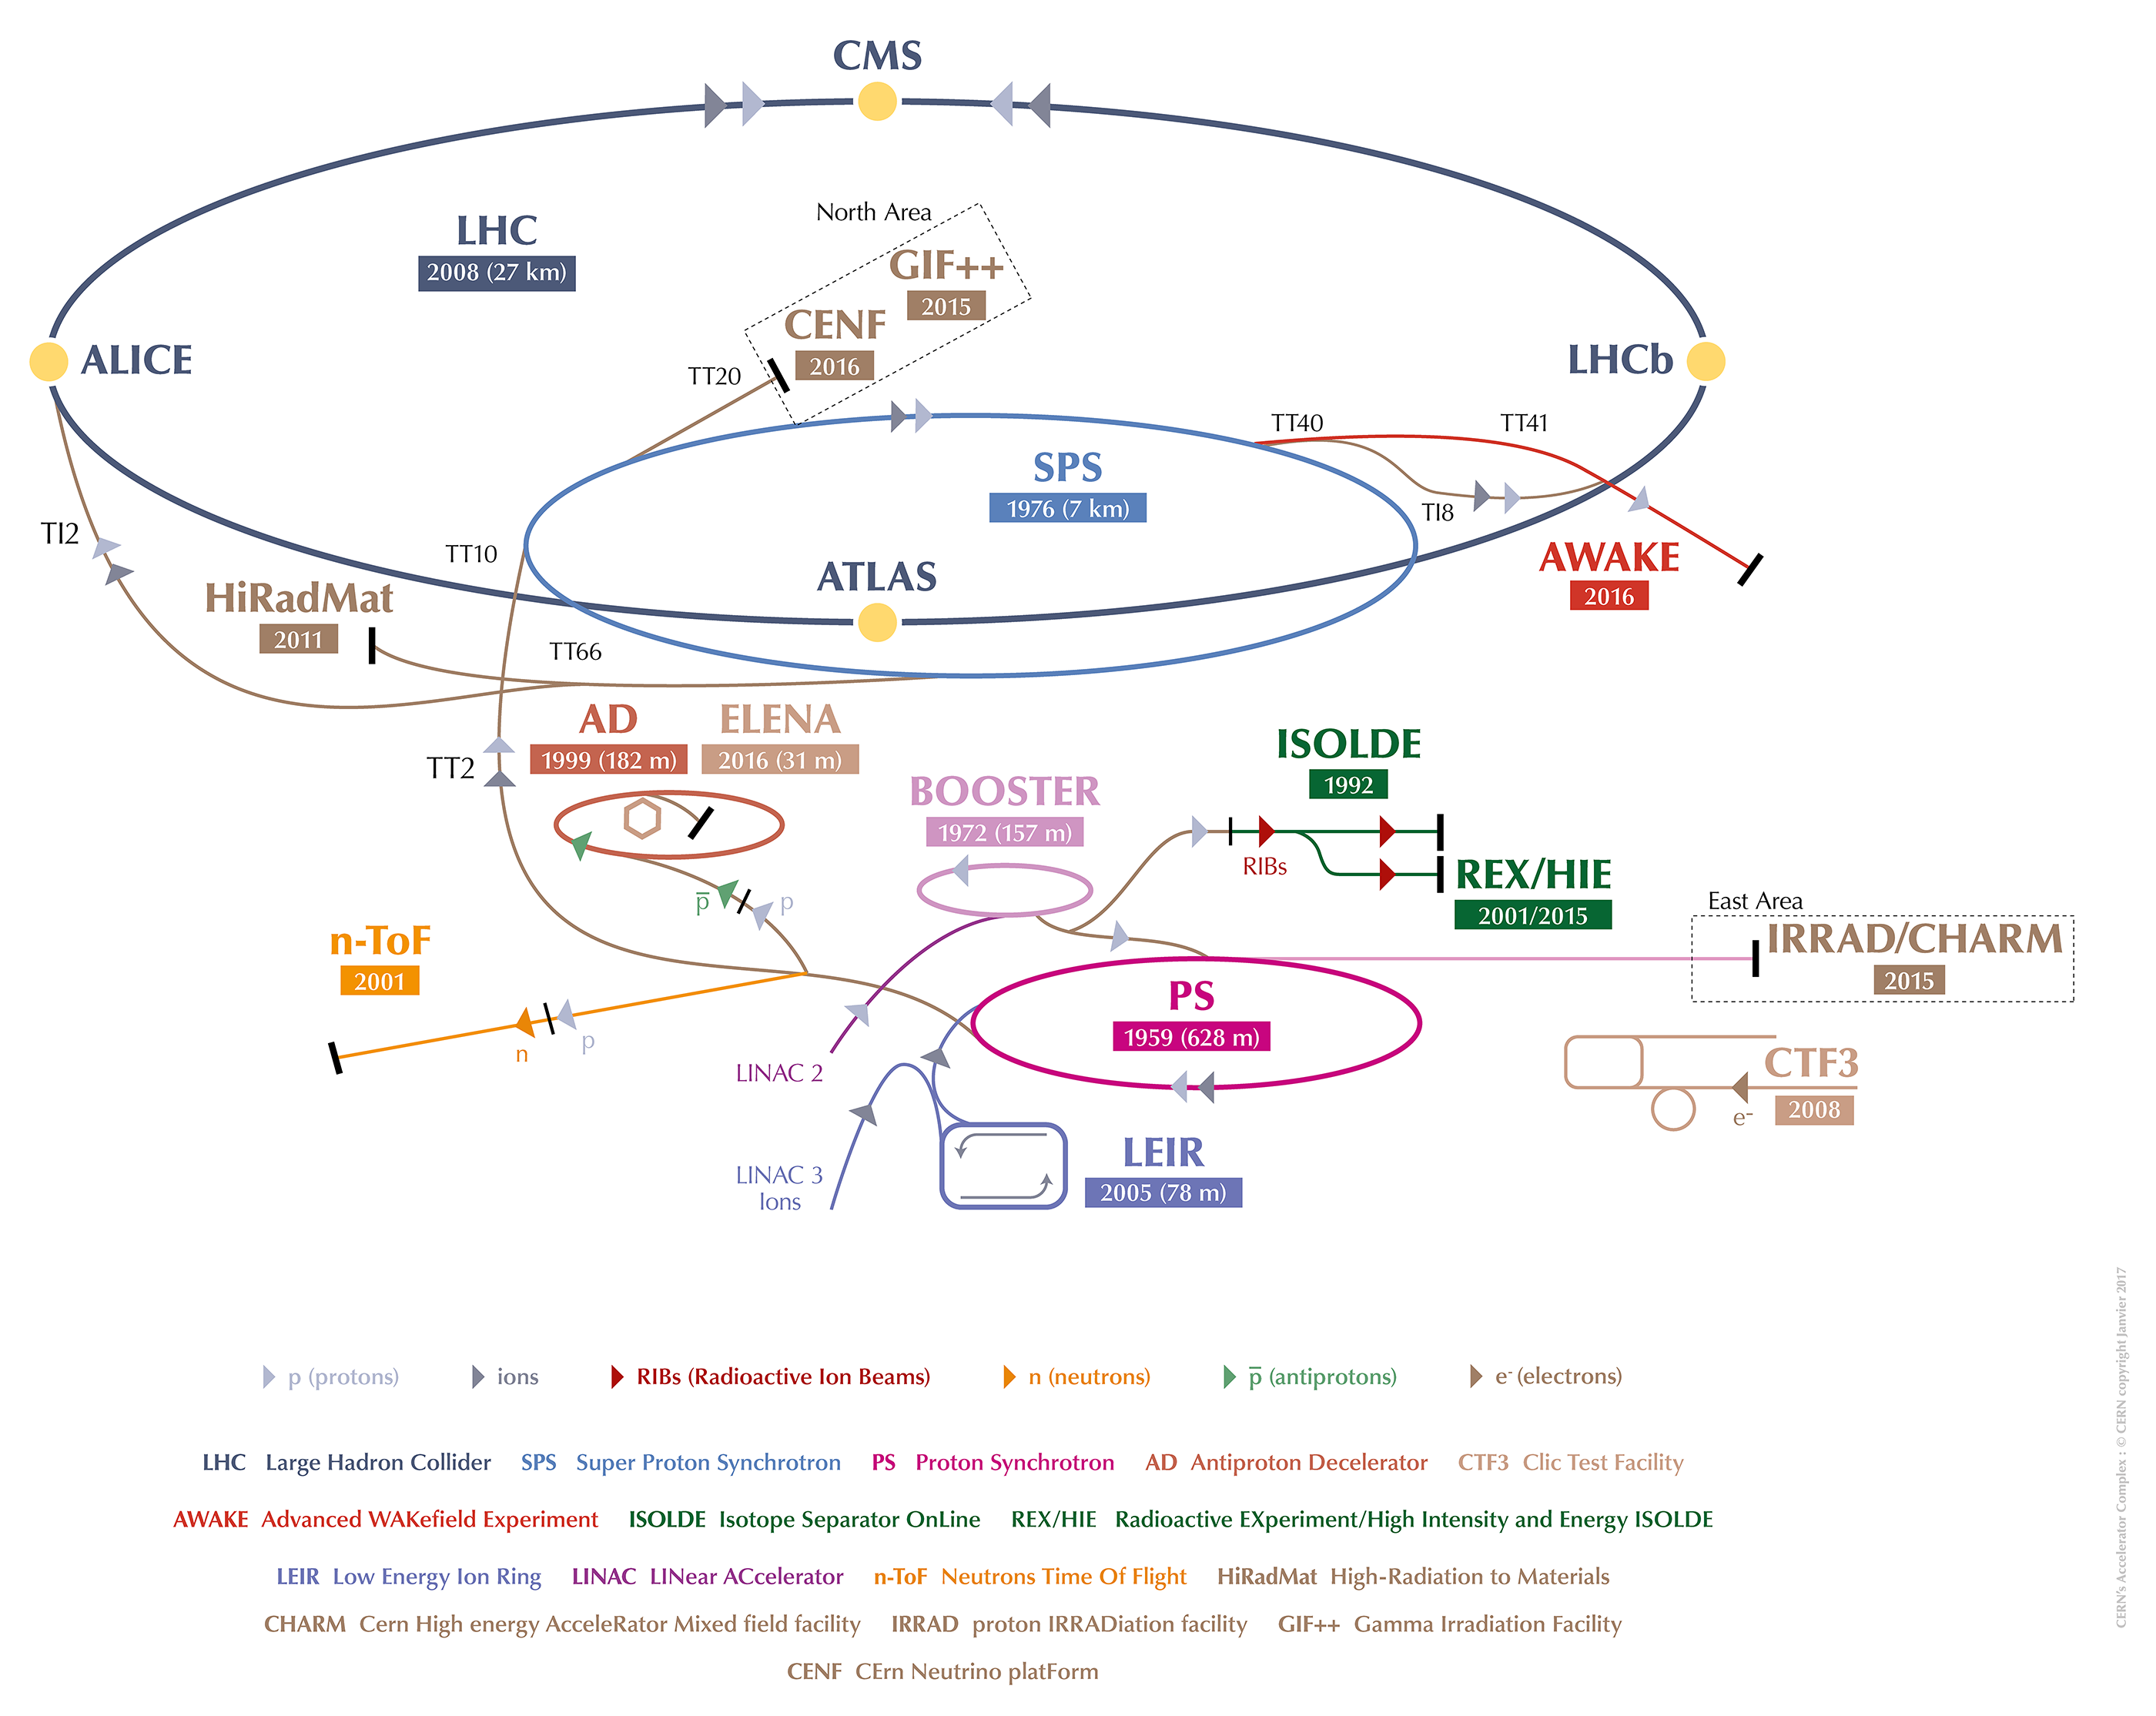 CMS
North Area
LHC
2008 (27 km)
GIF++
2015
CENF
2016
ALICE
LHCb
TT20
TT40
TT41
SPS
1976 (7 km)
TI8
TI2
TT10
AWAKE
2016
ATLAS
HiRadMat
2011
TT66
AD
1999 (182 m)
ELENA
2016 (31 m)
TT2
ISOLDE
1992
BOOSTER
1972 (157 m)
RIBs
REX/HIE
2001/2015
p̅
p
East Area
IRRAD/CHARM
2015
n-ToF
2001
n
p
PS
1959 (628 m)
LINAC 2
CTF3
2008
e-
LEIR
2005 (78 m)
LINAC 3
Ions
p (protons) ions RIBs (Radioactive Ion Beams) n (neutrons) p̅ (antiprotons) e- (electrons)
LHC Large Hadron Collider SPS Super Proton Synchrotron PS Proton Synchrotron AD Antiproton Decelerator CTF3 Clic Test Facility
AWAKE Advanced WAKefield Experiment ISOLDE Isotope Separator OnLine REX/HIE Radioactive EXperiment/High Intensity and Energy ISOLDE
LEIR Low Energy Ion Ring LINAC LINear ACcelerator n-ToF Neutrons Time Of Flight HiRadMat High-Radiation to Materials
CHARM Cern High energy AcceleRator Mixed field facility IRRAD proton IRRADiation facility GIF++ Gamma Irradiation Facility
CENF CErn Neutrino platForm
CERN's Accelerator Complex : © CERN copyright Janvier 2017